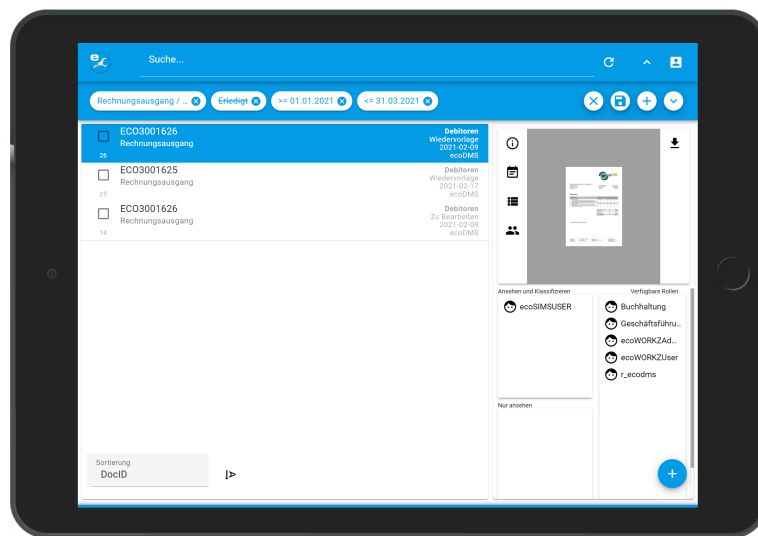 Suche...
Rechnungsausgang / ...
Erledigt
>= 01.01.2021
<= 31.03.2021
ECO3001626
Debitoren
Rechnungsausgang
Wiedervorlage
2021-02-09
26
ecoDMS
ECO3001625
Debitoren
Rechnungsausgang
Wiedervorlage
2021-02-17
25
ecoDMS
ECO3001626
Debitoren
Rechnungsausgang
Zu Bearbeiten
2021-02-09
14
ecoDMS
Ansehen und Klassifizieren
Verfügbare Rollen
ecoSIMSUSER
Buchhaltung
Geschäftsführu...
ecoWORKZAd...
ecoWORKZUser
r_ecodms
Nur ansehen
Sortierung
DocID